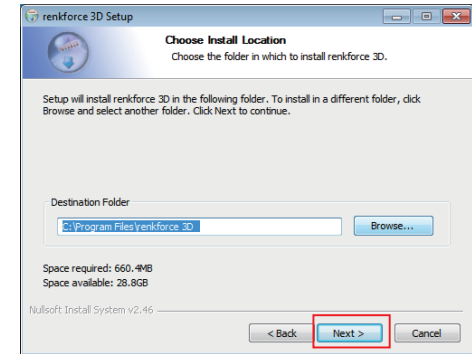 renkforce 3D Setup
Choose Install Location
Choose the folder in which to install renkforce 3D.
Setup will install renkforce 3D in the following folder. To install in a different folder, click
Browse and select another folder. Click Next to continue.
Destination Folder
C:\Program Files\renkforce 3D
Browse...
Space required: 660.4MB
Space available: 28.8GB
Nullsoft Install System v2.46
< Back
Next >
Cancel